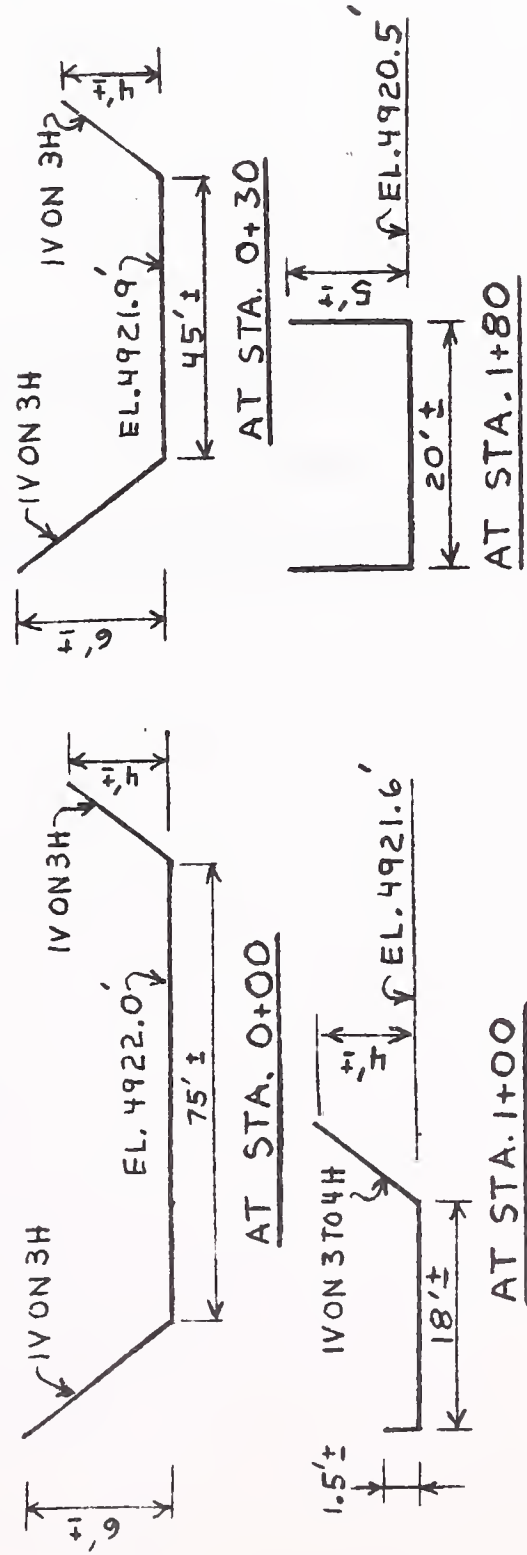 1V ON 3H
1V ON 3H
6'±
4'±
EL. 4922.0'
75'±
AT STA. 0+00
1V ON 3H
1V ON 3H
6'±
4'±
EL. 4921.9'
45'±
AT STA. 0+30
1.5'±
1V ON 3 TO 4H
4'±
18'±
EL. 4921.6'
AT STA. 1+00
5'±
20'±
EL. 4920.5'
AT STA. 1+80